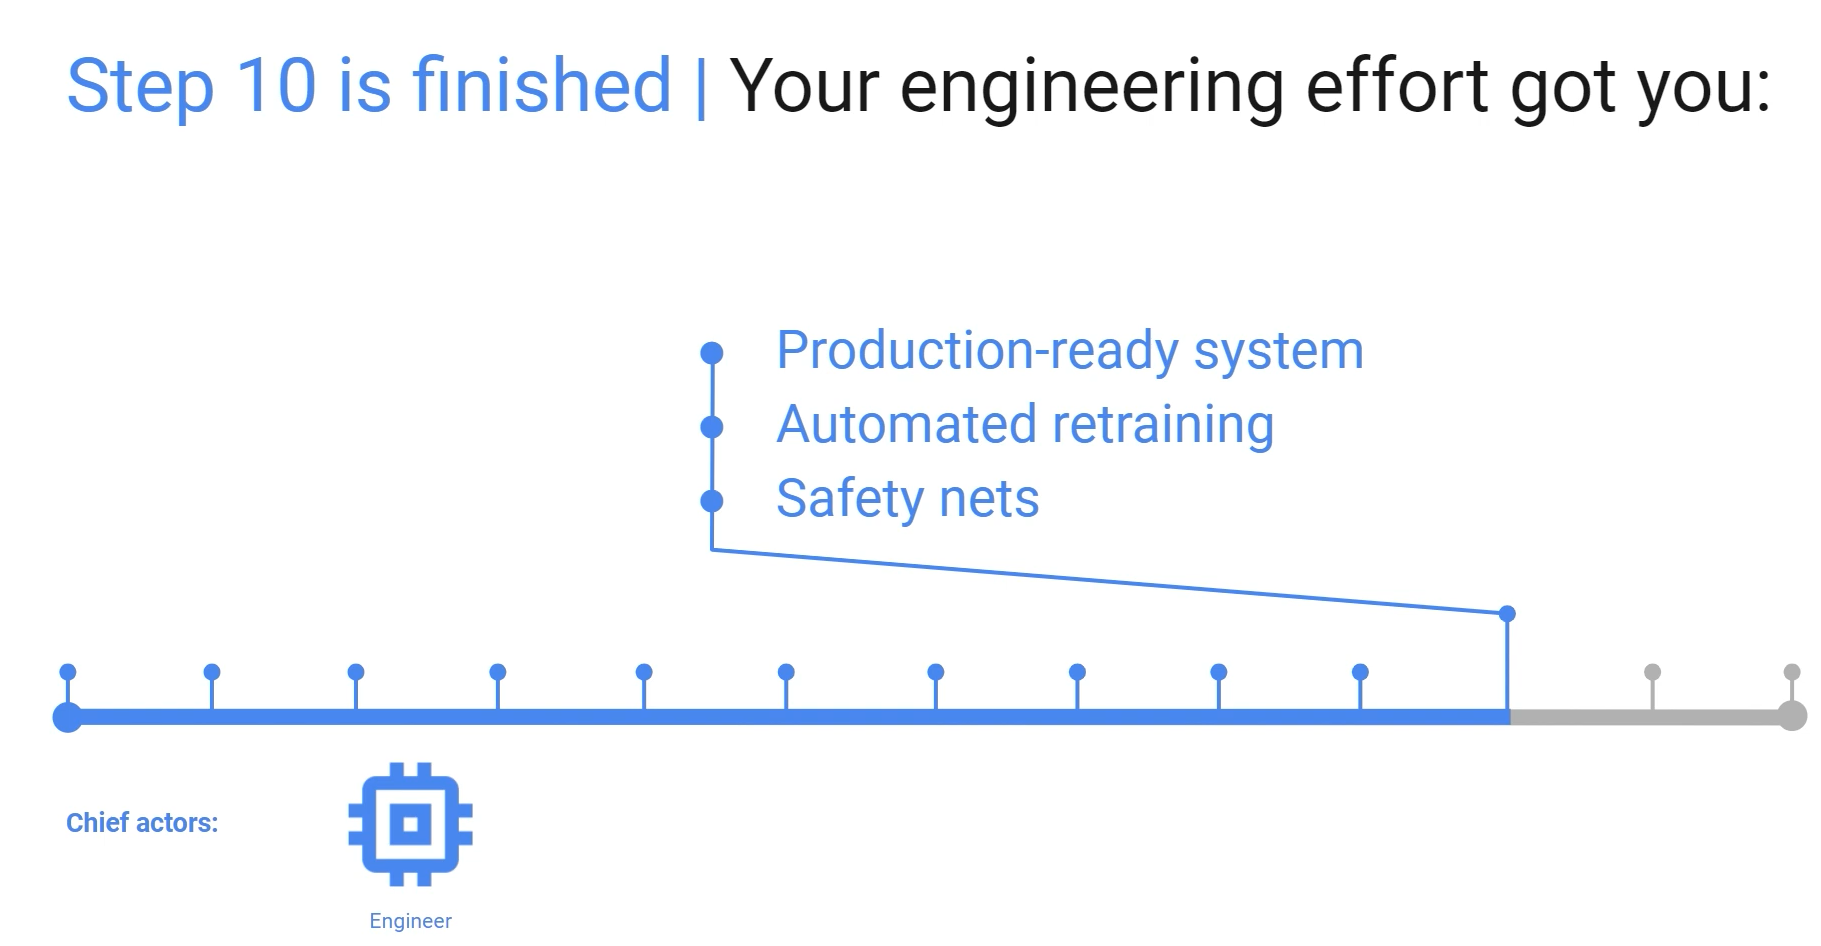 Step 10 is finished | Your engineering effort got you:
Production-ready system
Automated retraining
Safety nets
Chief actors:
Engineer